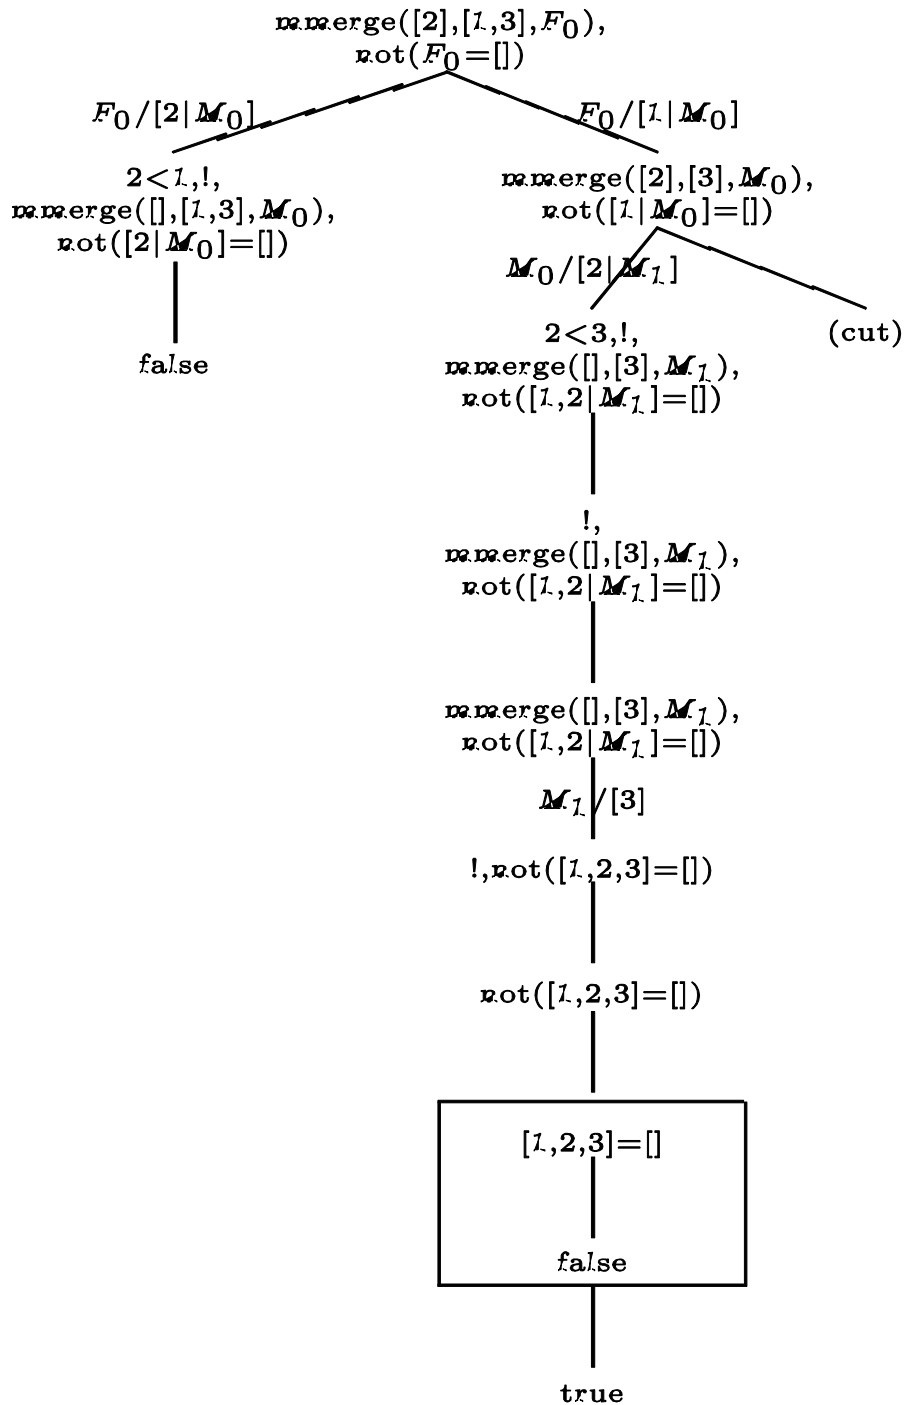 mmerge([2],[1,3],F₀),
not(F₀=[])
F₀/[2|M₀]
F₀/[1|M₀]
2<1,!,
mmerge([],[1,3],M₀),
not([2|M₀]=[])
mmerge([2],[3],M₀),
not([1|M₀]=[])
false
M₀/[2|M₁]
(cut)
2<3,!,
mmerge([],[3],M₁),
not([1,2|M₁]=[])
!,
mmerge([],[3],M₁),
not([1,2|M₁]=[])
mmerge([],[3],M₁),
not([1,2|M₁]=[])
M₁/[3]
!,not([1,2,3]=[])
not([1,2,3]=[])
[1,2,3]=[]
false
true